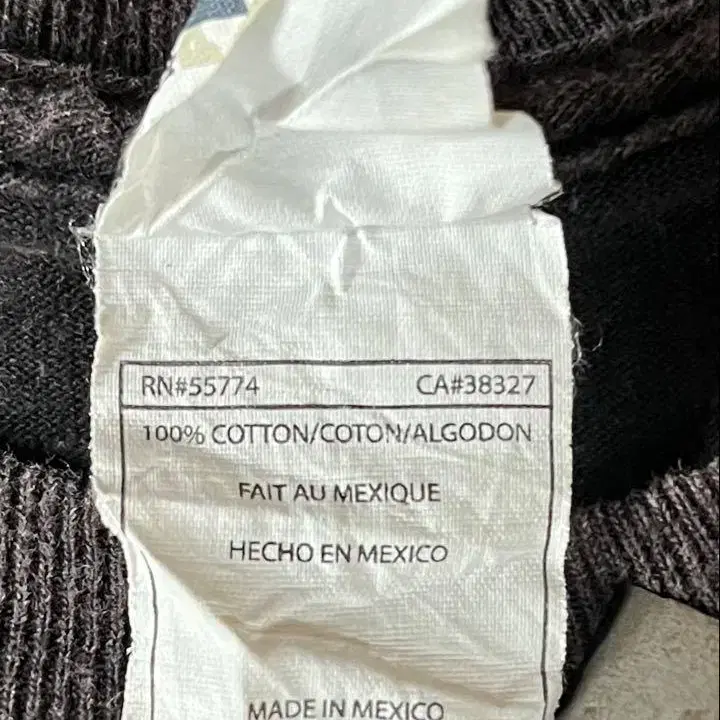 RN#55774 CA#38327
100% COTTON/COTON/ALGODON
FAIT AU MEXIQUE
HECHO EN MEXICO
MADE IN MEXICO